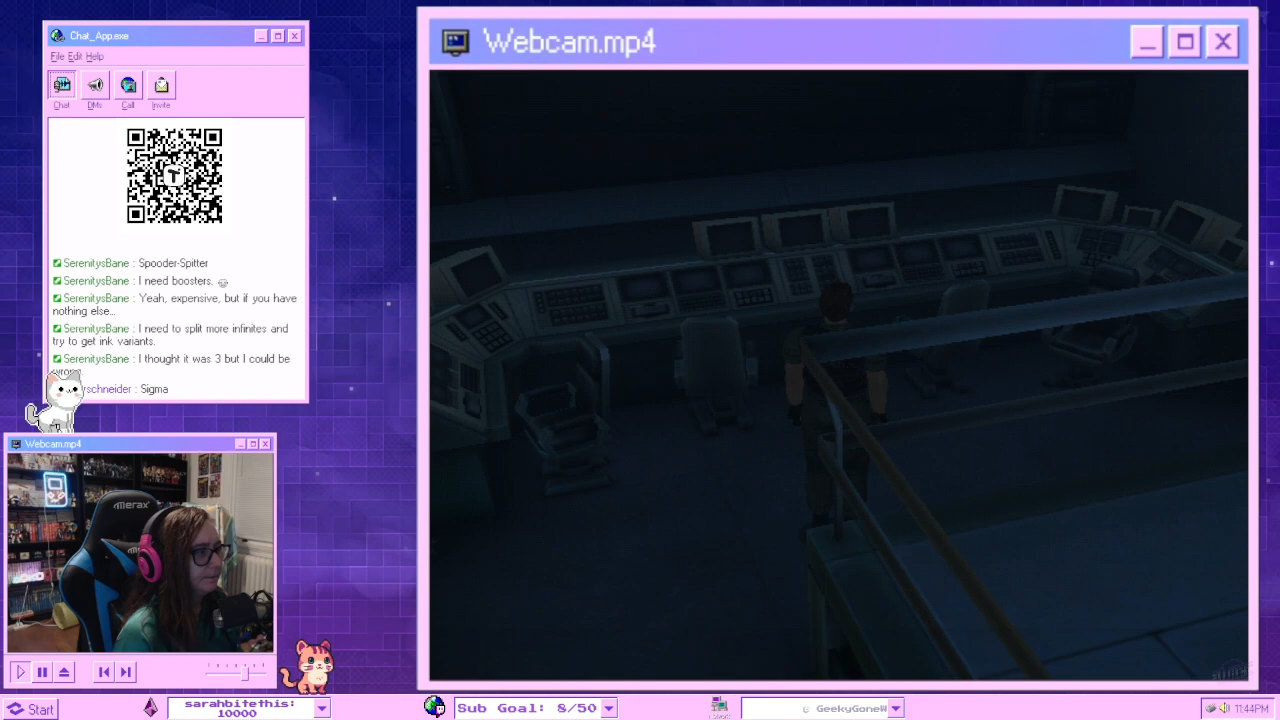 Chat_App.exe
File Edit Help
Chat DMs Call Invite
SerenitysBane : Spooder-Spitter
SerenitysBane : I need boosters.
SerenitysBane : Yeah, expensive, but if you have
nothing else...
SerenitysBane : I need to split more infinites and
try to get ink variants.
SerenitysBane : I thought it was 3 but I could be
schneider : Sigma
Webcam.mp4
Webcam.mp4
merax
Start
sarahbitethis:
10000
Sub Goal: 8/50
GeekyGoneW
11:44PM